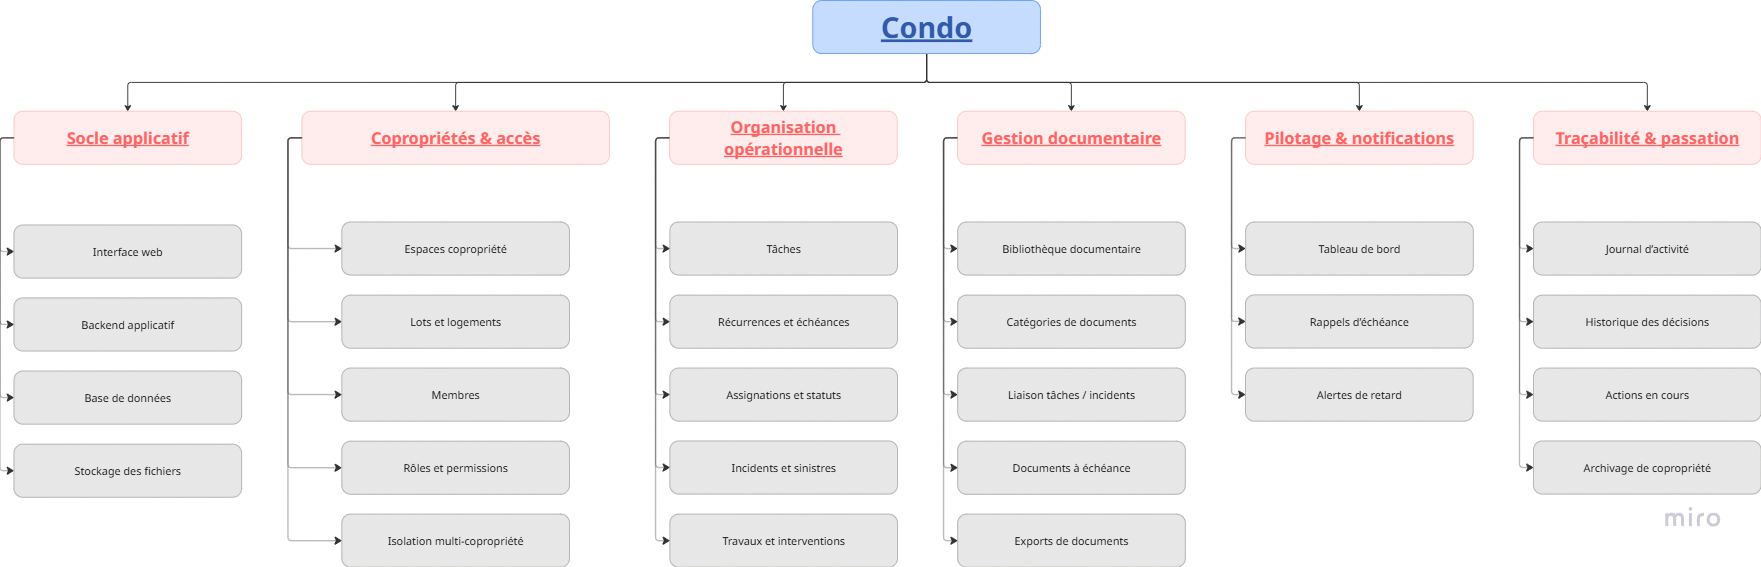 Condo
Socle applicatif
Interface web
Backend applicatif
Base de données
Stockage des fichiers
Copropriétés & accès
Espaces copropriété
Lots et logements
Membres
Rôles et permissions
Isolation multi-copropriété
Organisation
opérationnelle
Tâches
Récurrences et échéances
Assignations et statuts
Incidents et sinistres
Travaux et interventions
Gestion documentaire
Bibliothèque documentaire
Catégories de documents
Liaison tâches / incidents
Documents à échéance
Exports de documents
Pilotage & notifications
Tableau de bord
Rappels d’échéance
Alertes de retard
Traçabilité & passation
Journal d’activité
Historique des décisions
Actions en cours
Archivage de copropriété
miro